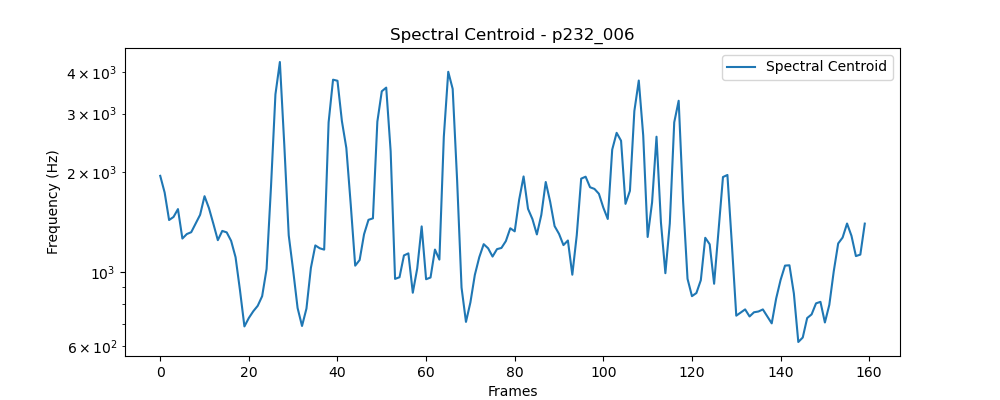 Spectral Centroid - p232_006
Spectral Centroid
Frequency (Hz)
4 × 10³
3 × 10³
2 × 10³
10³
6 × 10²
0 20 40 60 80 100 120 140 160
Frames